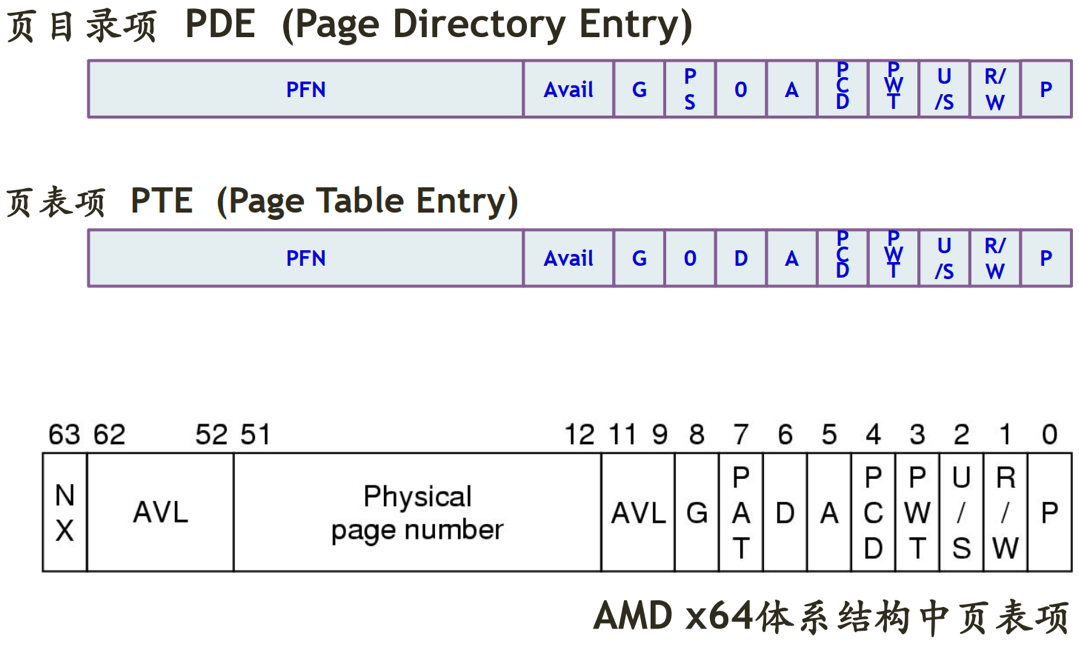 页目录项 PDE (Page Directory Entry)
PFN Avail G PS 0 A PCD PWT U/S R/W P
页表项 PTE (Page Table Entry)
PFN Avail G 0 D A PCD PWT U/S R/W P
63 62 52 51 12 11 9 8 7 6 5 4 3 2 1 0
NX AVL Physical page number AVL G PAT D A PCD PWT U/S R/W P
AMD x64体系结构中页表项